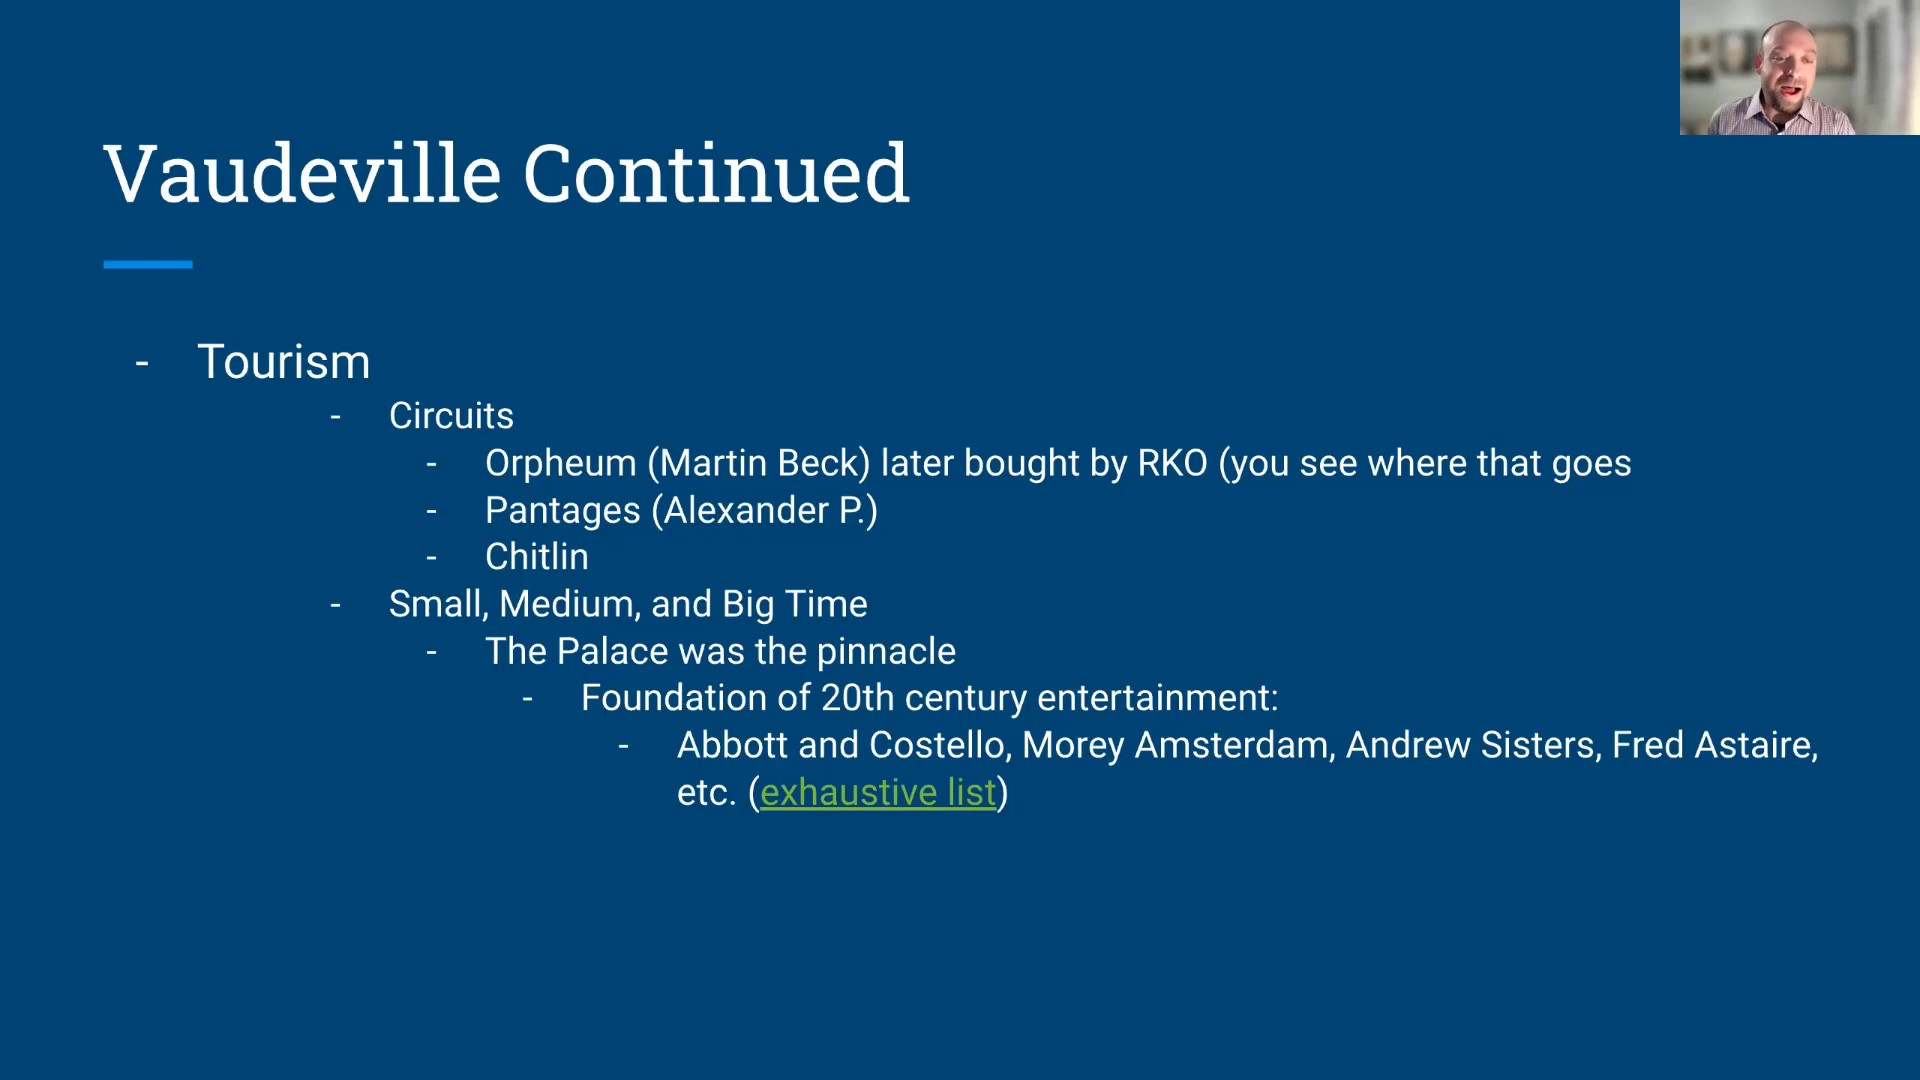 Vaudeville Continued
- Tourism
- Circuits
- Orpheum (Martin Beck) later bought by RKO (you see where that goes
- Pantages (Alexander P.)
- Chitlin
- Small, Medium, and Big Time
- The Palace was the pinnacle
- Foundation of 20th century entertainment:
- Abbott and Costello, Morey Amsterdam, Andrew Sisters, Fred Astaire,
etc. (exhaustive list)